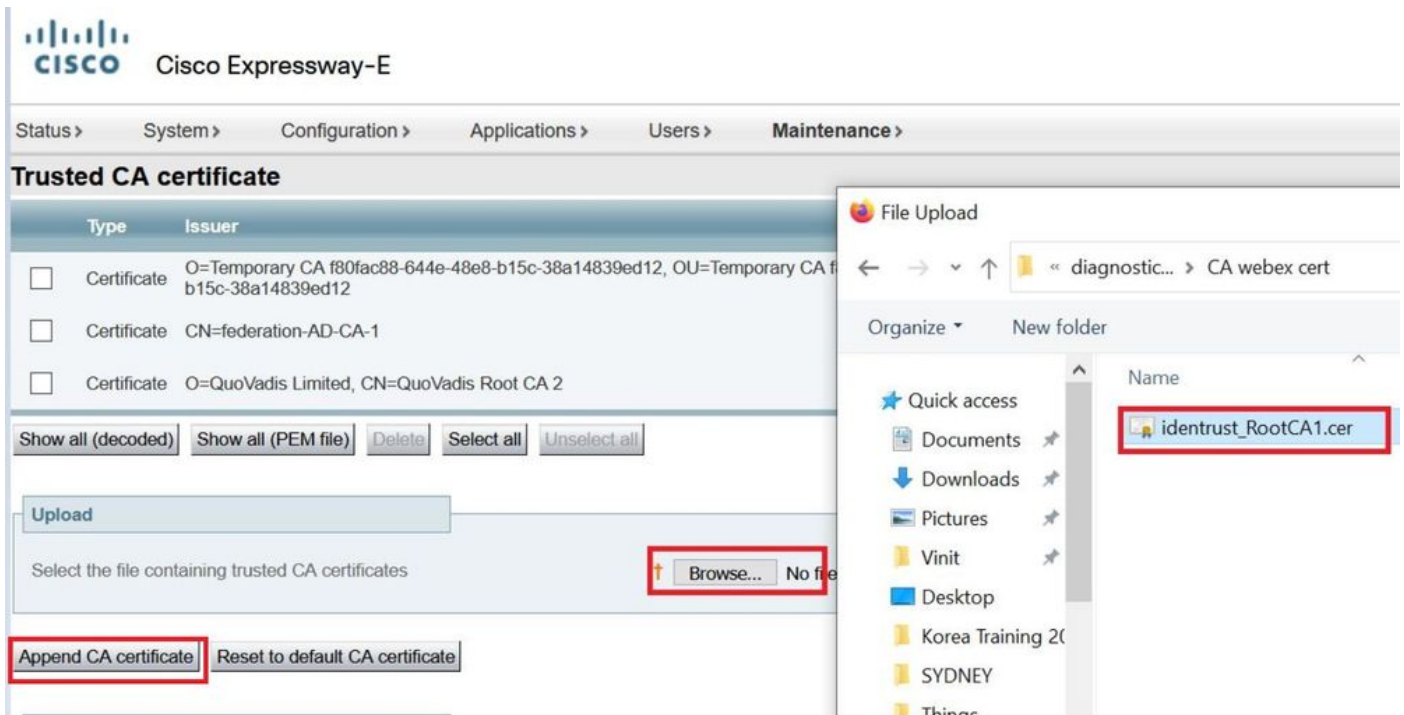 CISCO Cisco Expressway-E
Status > System > Configuration > Applications > Users > Maintenance >
Trusted CA certificate
Type Issuer
Certificate O=Temporary CA f80fac88-644e-48e8-b15c-38a14839ed12, OU=Temporary CA f
b15c-38a14839ed12
Certificate CN=federation-AD-CA-1
Certificate O=QuoVadis Limited, CN=QuoVadis Root CA 2
Show all (decoded) Show all (PEM file) Delete Select all Unselect all
Upload
Select the file containing trusted CA certificates † Browse... No file
Append CA certificate Reset to default CA certificate
File Upload
« diagnostic... > CA webex cert
Organize New folder
Name
identrust_RootCA1.cer
Quick access
Documents
Downloads
Pictures
Vinit
Desktop
Korea Training 20
SYDNEY
Things